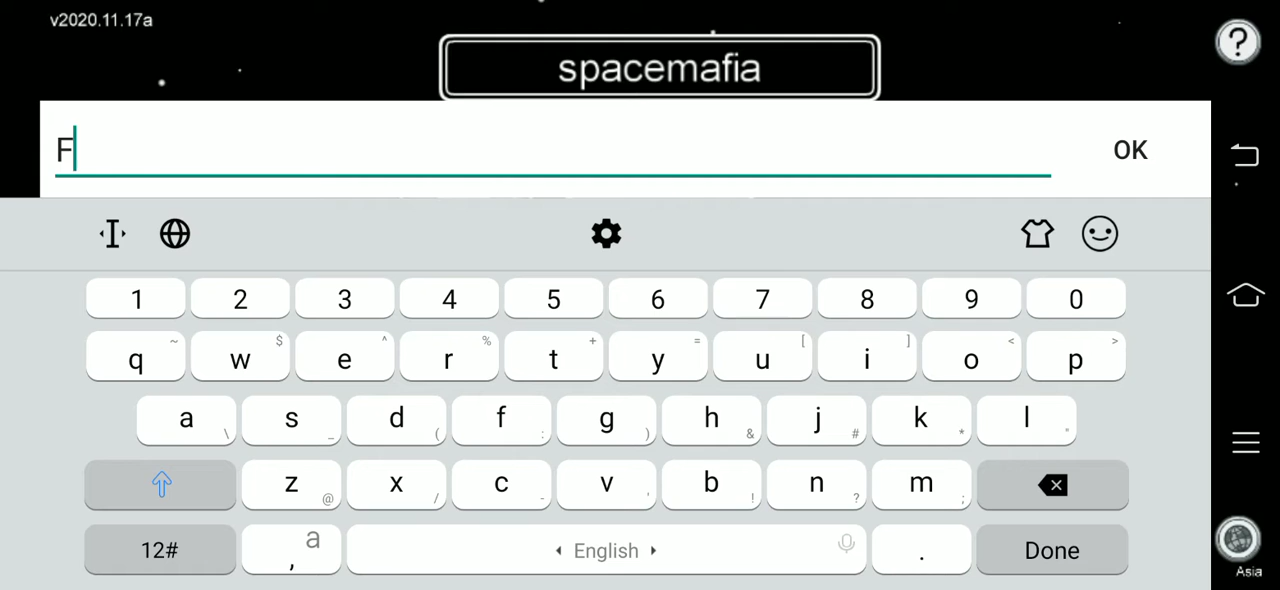 v2020.11.17a
spacemafia
F
OK
1 2 3 4 5 6 7 8 9 0
~ $ ^ % + = [ ] < >
q w e r t y u i o p
a s d f g h j k l
\ _ ( : ) & # * "
z x c v b n m
@ / - ' ! ? ;
12# , a English . Done
Asia